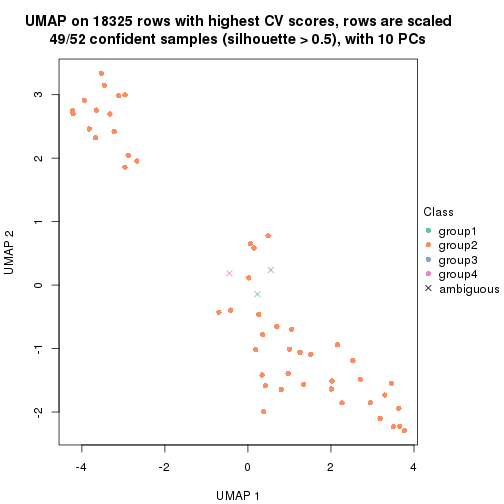 UMAP on 18325 rows with highest CV scores, rows are scaled
49/52 confident samples (silhouette > 0.5), with 10 PCs
3
2
1
0
-1
-2
UMAP 2
-4
-2
0
2
4
UMAP 1
Class
group1
group2
group3
group4
ambiguous